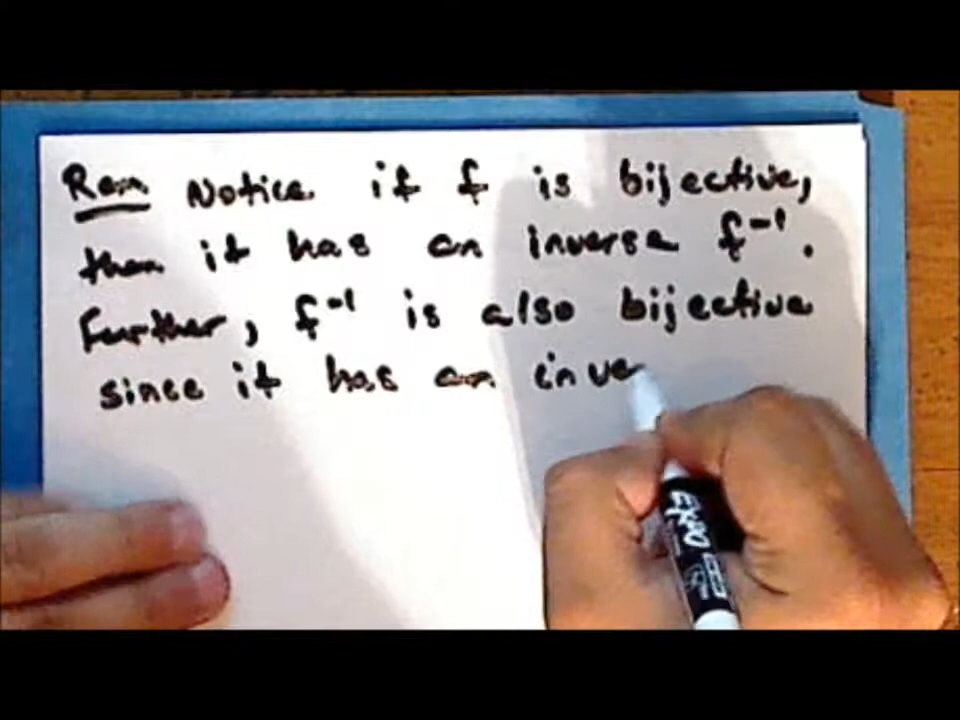 Rem Notice if f is bijective,
then it has an inverse f⁻¹.
Further, f⁻¹ is also bijective
since it has an inve
EXPO